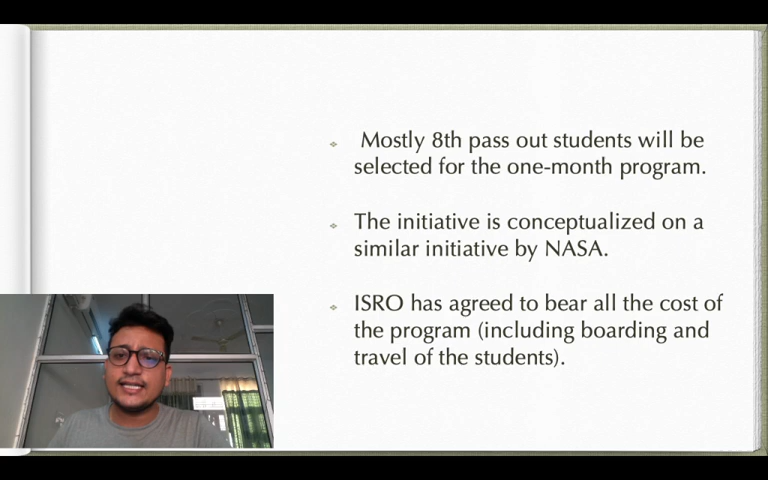 Mostly 8th pass out students will be
selected for the one-month program.
The initiative is conceptualized on a
similar initiative by NASA.
ISRO has agreed to bear all the cost of
the program (including boarding and
travel of the students).